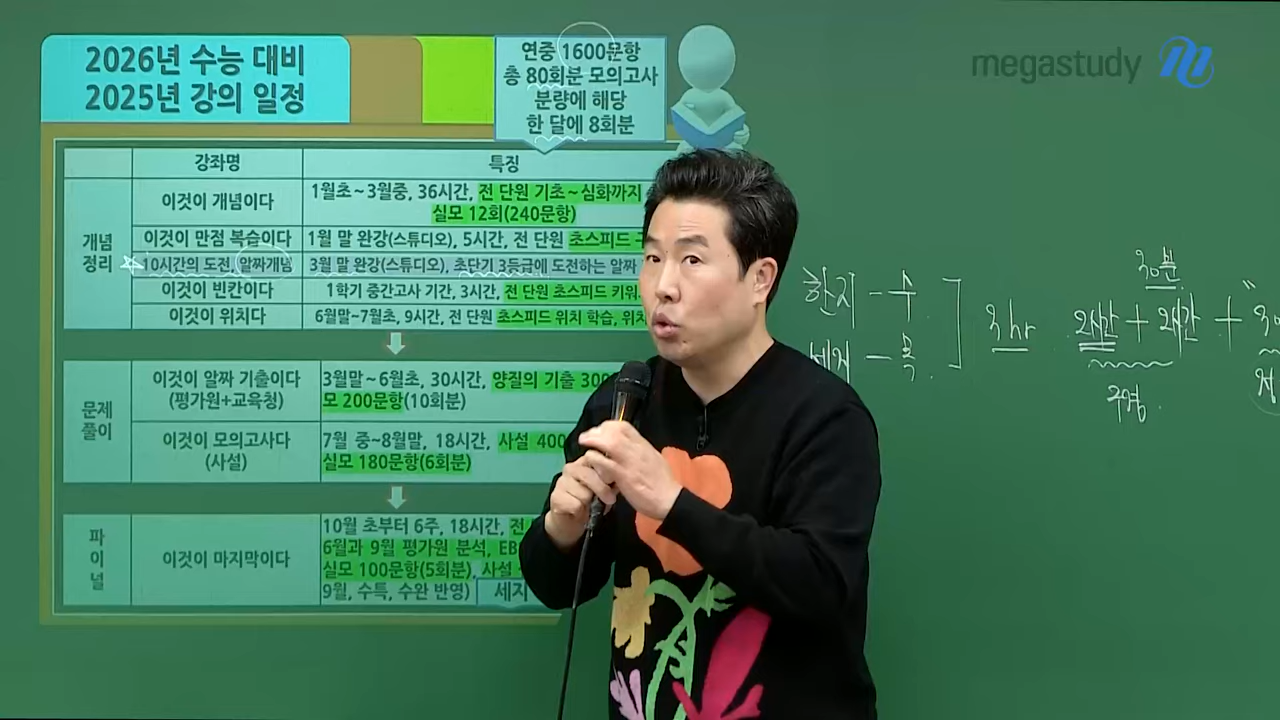 2026년 수능 대비
2025년 강의 일정
연중 1600문항
총 80회분 모의고사
분량에 해당
한 달에 8회분
megastudy
강좌명
특징
개념
정리
이것이 개념이다
1월초~3월중, 36시간, 전 단원 기초~심화까지
실모 12회(240문항)
이것이 만점 복습이다
1월 말 완강(스튜디오), 5시간, 전 단원 초스피드
10시간의 도전, 알짜개념
3월 말 완강(스튜디오), 초단기 3등급에 도전하는 알짜
이것이 빈칸이다
1학기 중간고사 기간, 3시간, 전 단원 초스피드 키워
이것이 위치다
6월말~7월초, 9시간, 전 단원 초스피드 위치 학습, 위치
문제
풀이
이것이 알짜 기출이다
(평가원+교육청)
3월말~6월초, 30시간, 양질의 기출 300
모 200문항(10회분)
이것이 모의고사다
(사설)
7월 중~8월말, 18시간, 사설 400
실모 180문항(6회분)
파
이
널
이것이 마지막이다
10월 초부터 6주, 18시간, 전
6월과 9월 평가원 분석, EB
실모 100문항(5회분), 사설
9월, 수특, 수완 반영)
세지
한지 - 수
세지 - 목
3hr
30분
2시간 + 2시간 +
수업